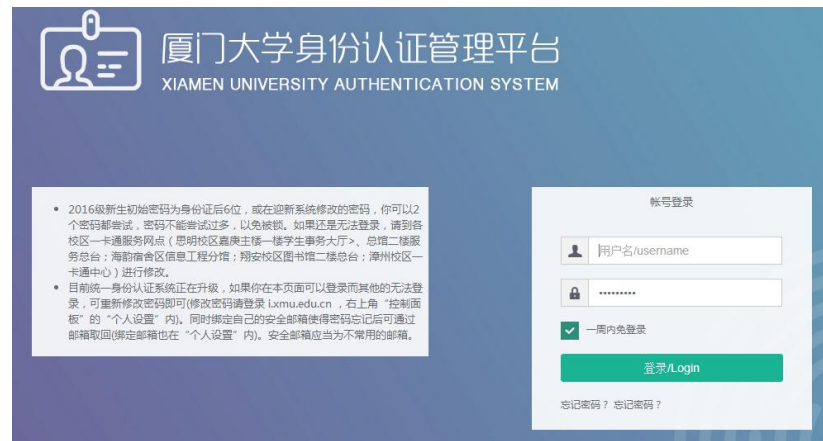 厦门大学身份认证管理平台
XIAMEN UNIVERSITY AUTHENTICATION SYSTEM
• 2016级新生初始密码为身份证后6位，或在迎新系统修改的密码，你可以2
个密码都尝试，密码不能尝试过多，以免被锁。如果还是无法登录，请到各
校区一卡通服务网点（思明校区嘉庚主楼一楼学生事务大厅>、总馆二楼服
务总台；海韵宿舍区信息工程分馆；翔安校区图书馆二楼总台；漳州校区一
卡通中心）进行修改。
• 目前统一身份认证系统正在升级，如果你在本页面可以登录而其他的无法登
录，可重新修改密码即可(修改密码请登录 i.xmu.edu.cn ，右上角“控制面
板”的“个人设置”内)。同时绑定自己的安全邮箱使得密码忘记后可通过
邮箱取回(绑定邮箱也在“个人设置”内)。安全邮箱应当为不常用的邮箱。
帐号登录
用户名/username
•••••••••
一周内免登录
登录/Login
忘记密码？ 忘记密码？